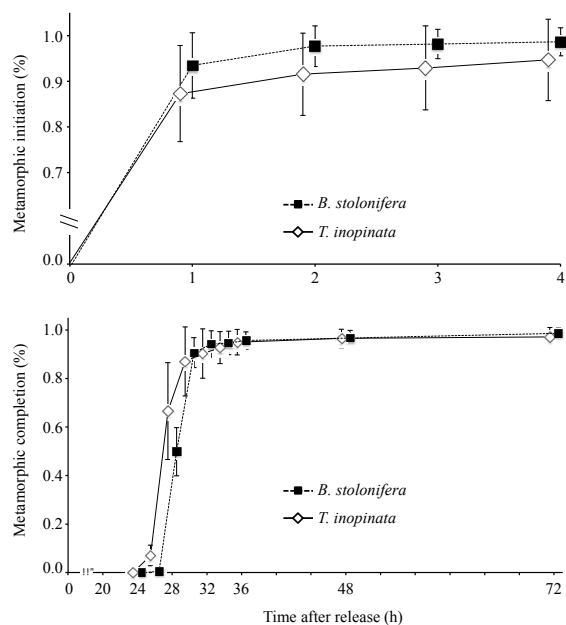 Metamorphic initiation (%)
1.0
0.9
0.8
0.7
0.0
B. stolonifera
T. inopinata
0 1 2 3 4
Metamorphic completion (%)
1.0
0.8
0.6
0.4
0.2
0.0
B. stolonifera
T. inopinata
0 !!" 24 28 32 36 48 72
Time after release (h)